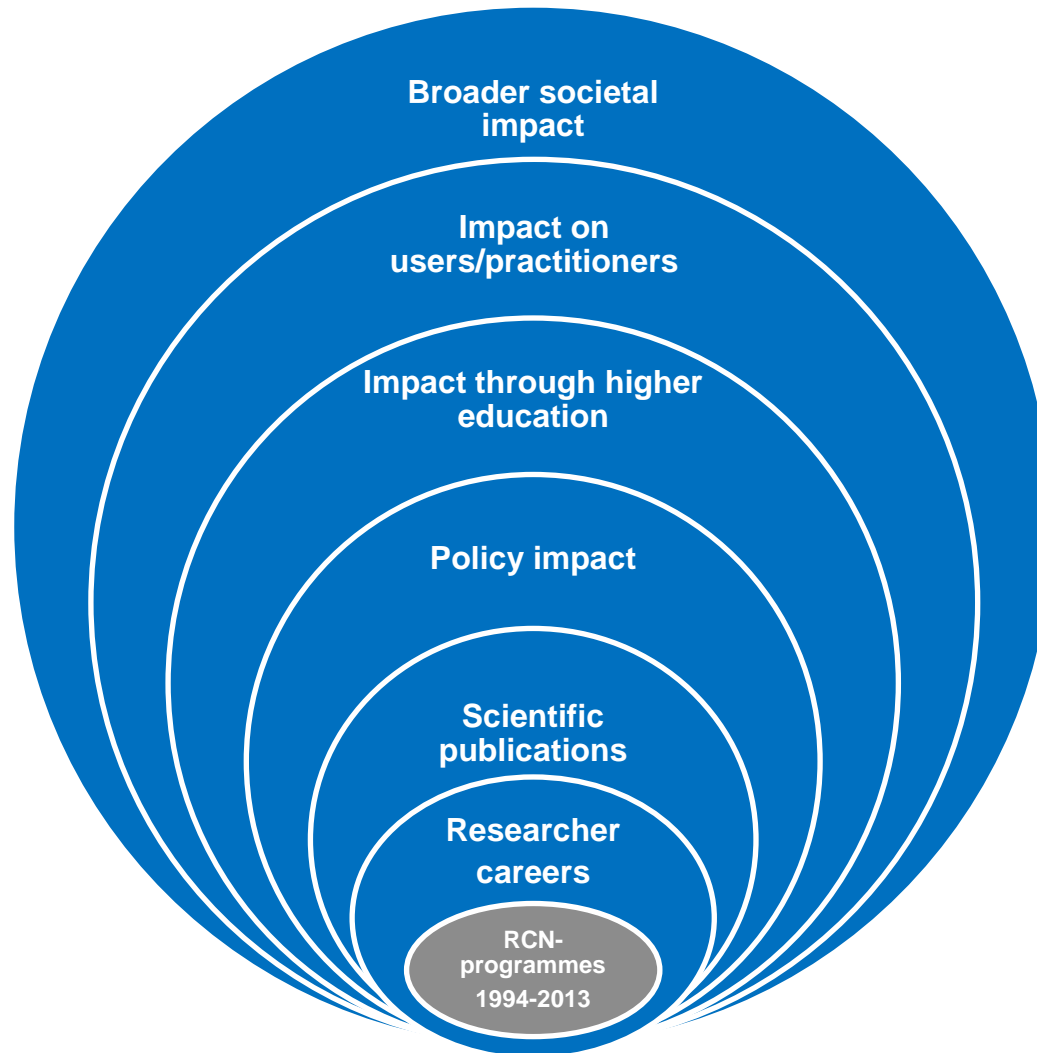 Broader societal
impact
Impact on
users/practitioners
Impact through higher
education
Policy impact
Scientific
publications
Researcher
careers
RCN-
programmes
1994-2013